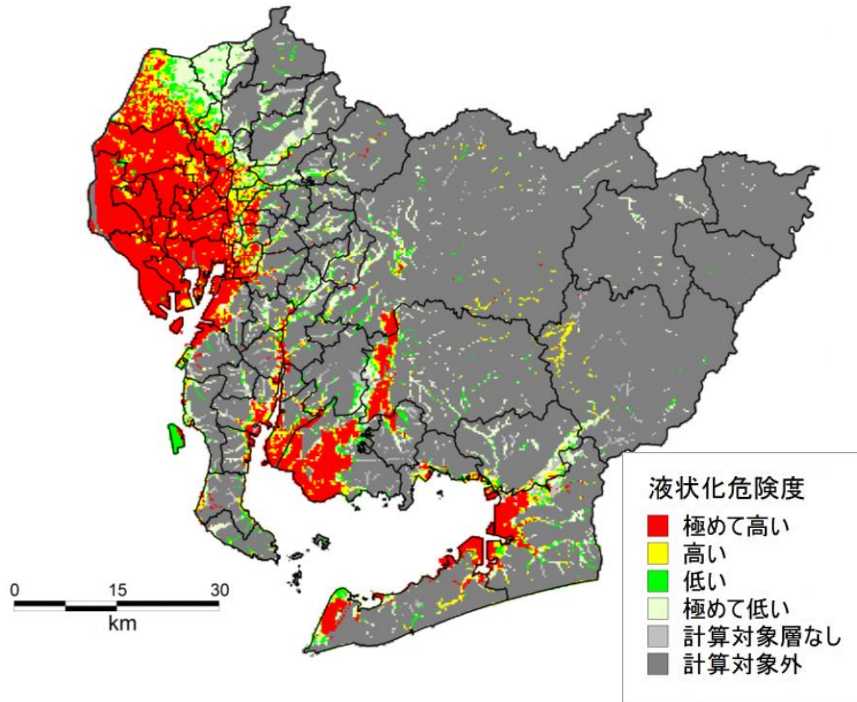 液状化危険度
極めて高い
高い
低い
極めて低い
計算対象層なし
計算対象外
0 15 30
km